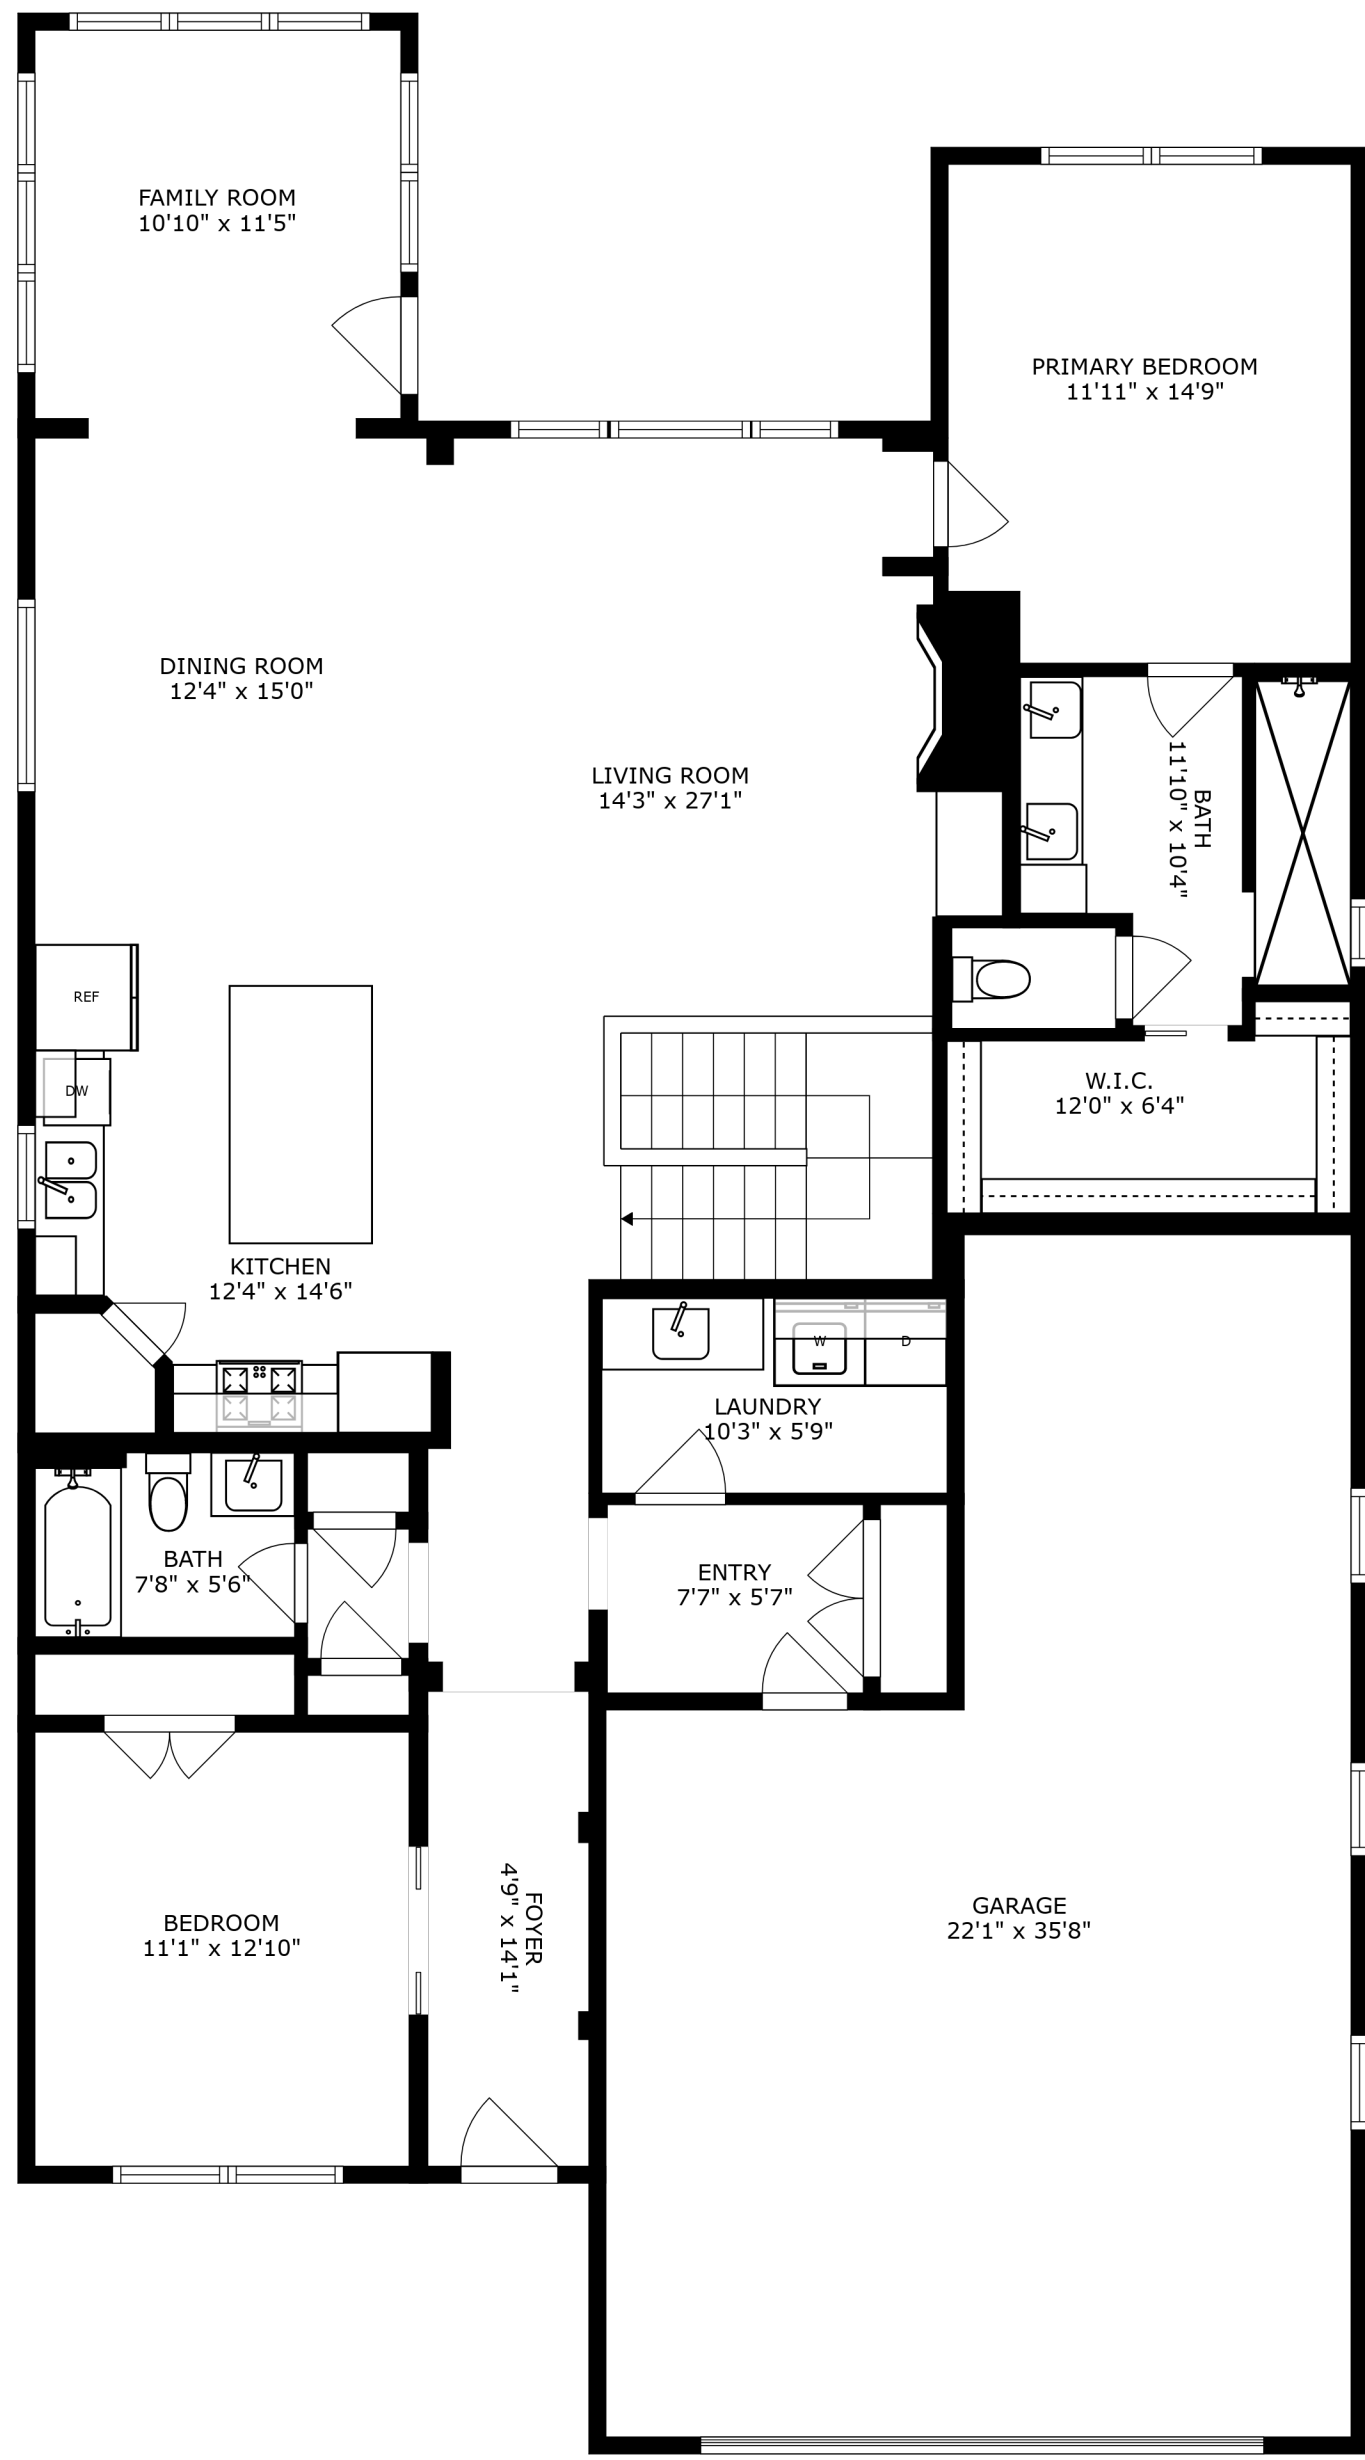 FAMILY ROOM
10'10" x 11'5"
PRIMARY BEDROOM
11'11" x 14'9"
DINING ROOM
12'4" x 15'0"
LIVING ROOM
14'3" x 27'1"
BATH
11'10" x 10'4"
REF
DW
W.I.C.
12'0" x 6'4"
KITCHEN
12'4" x 14'6"
W
D
LAUNDRY
10'3" x 5'9"
BATH
7'8" x 5'6"
ENTRY
7'7" x 5'7"
BEDROOM
11'1" x 12'10"
FOYER
4'9" x 14'1"
GARAGE
22'1" x 35'8"